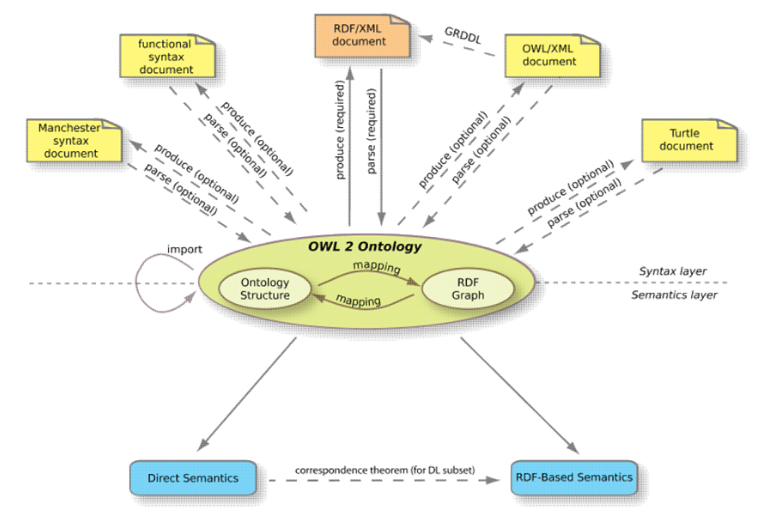 RDF/XML
document
GRDDL
functional
syntax
document
OWL/XML
document
Manchester
syntax
document
Turtle
document
produce (optional)
parse (optional)
produce (optional)
parse (optional)
produce (required)
parse (required)
produce (optional)
parse (optional)
produce (optional)
parse (optional)
OWL 2 Ontology
import
mapping
Ontology
Structure
RDF
Graph
mapping
Syntax layer
Semantics layer
correspondence theorem (for DL subset)
Direct Semantics
RDF-Based Semantics